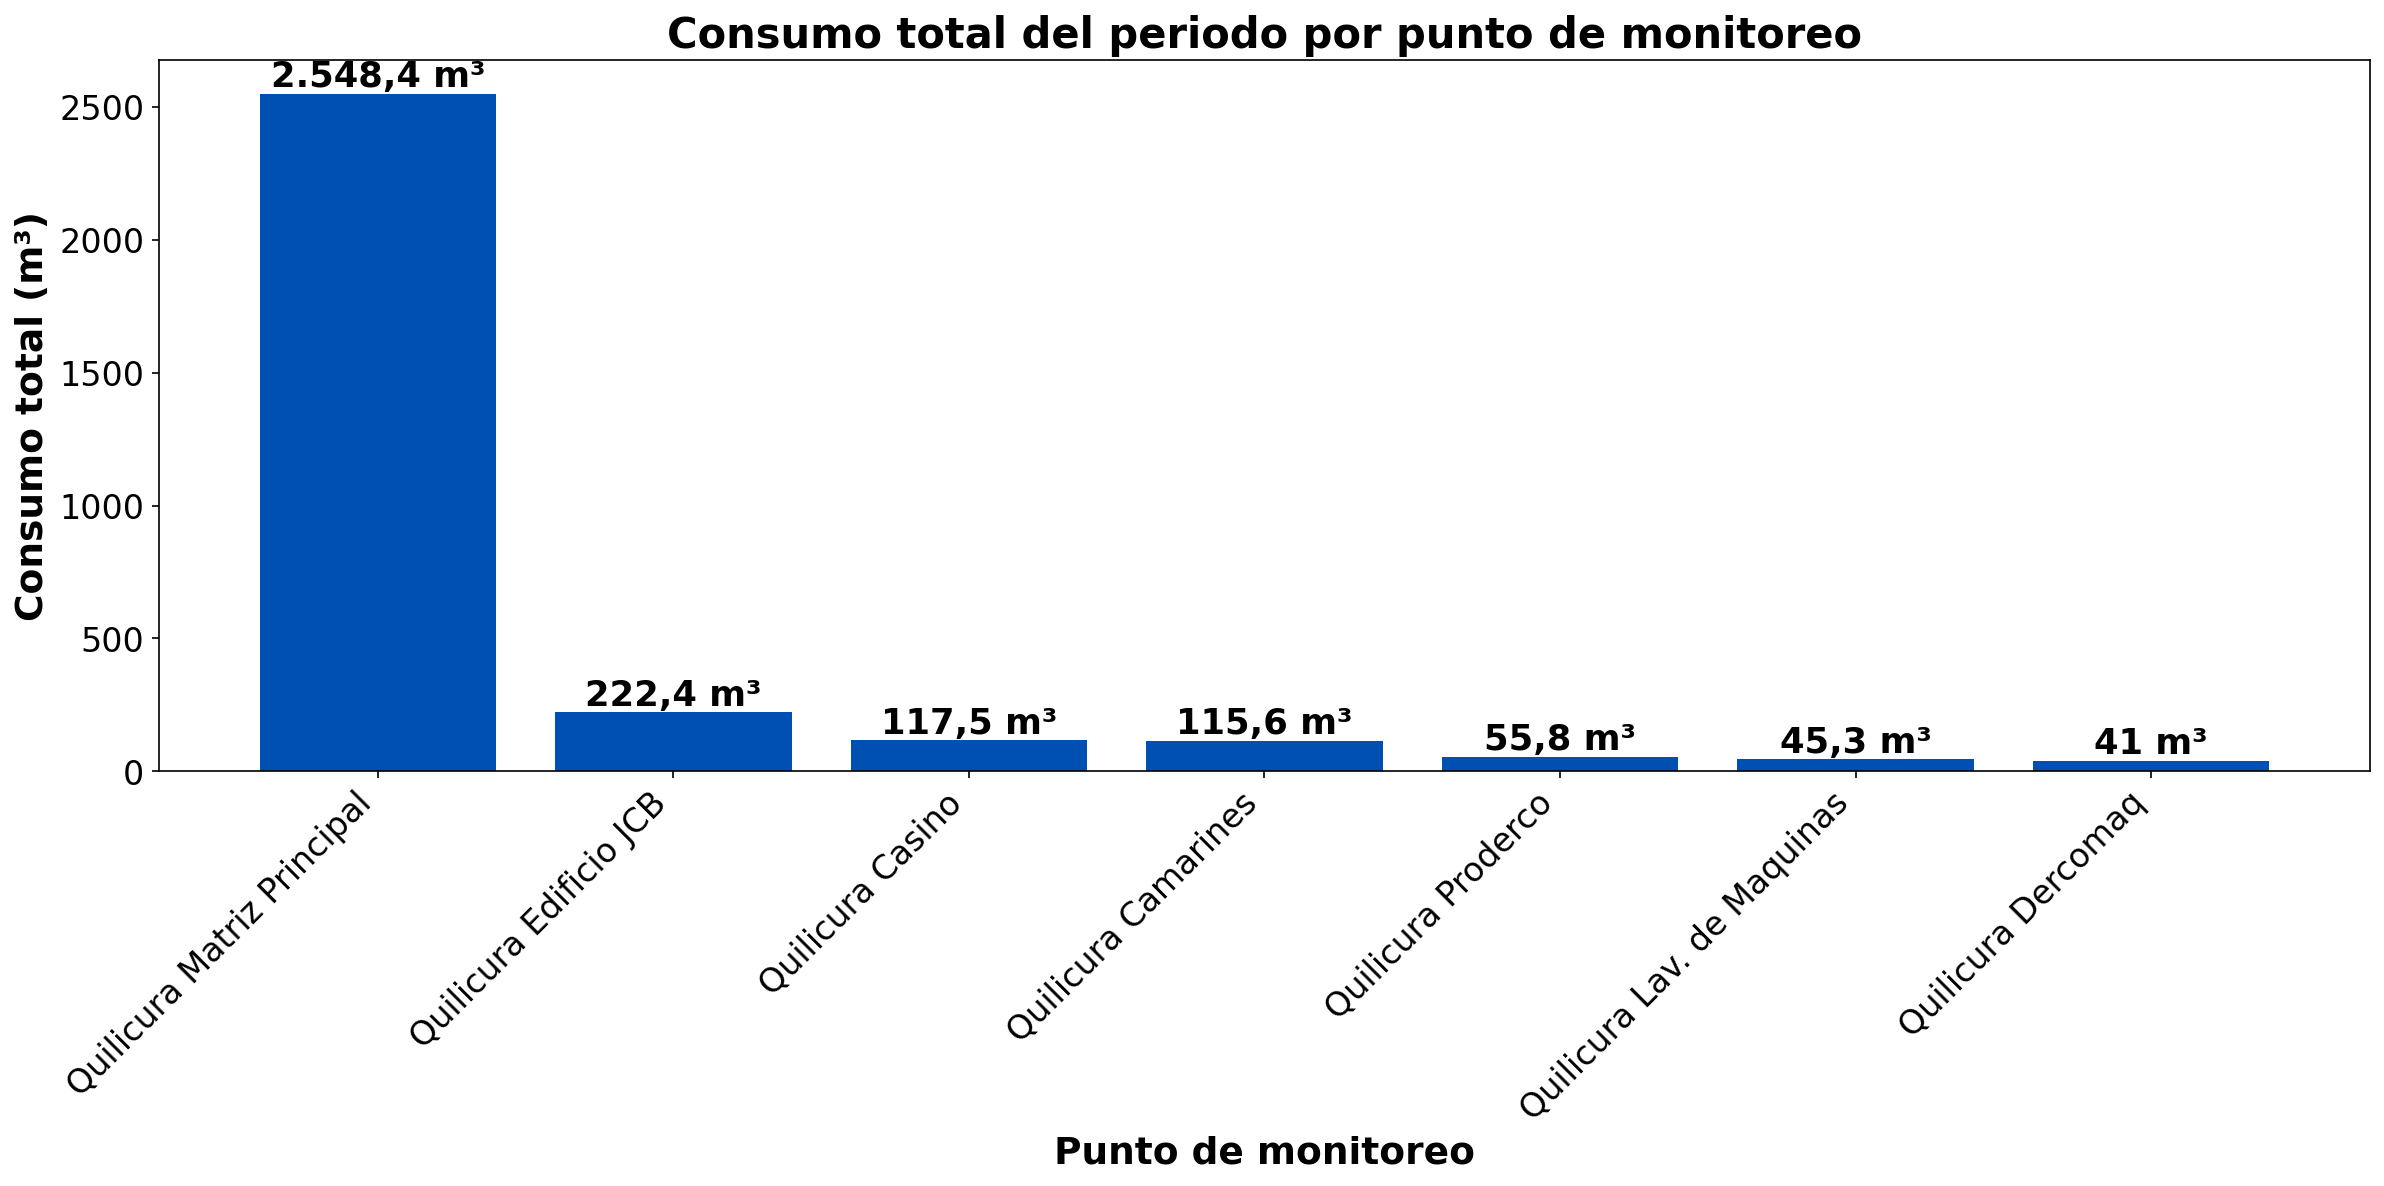 Consumo total del periodo por punto de monitoreo
Consumo total (m³)
2500
2000
1500
1000
500
0
2.548,4 m³
222,4 m³
117,5 m³
115,6 m³
55,8 m³
45,3 m³
41 m³
Quilicura Matriz Principal
Quilicura Edificio JCB
Quilicura Casino
Quilicura Camarines
Quilicura Proderco
Quilicura Lav. de Maquinas
Quilicura Dercomaq
Punto de monitoreo